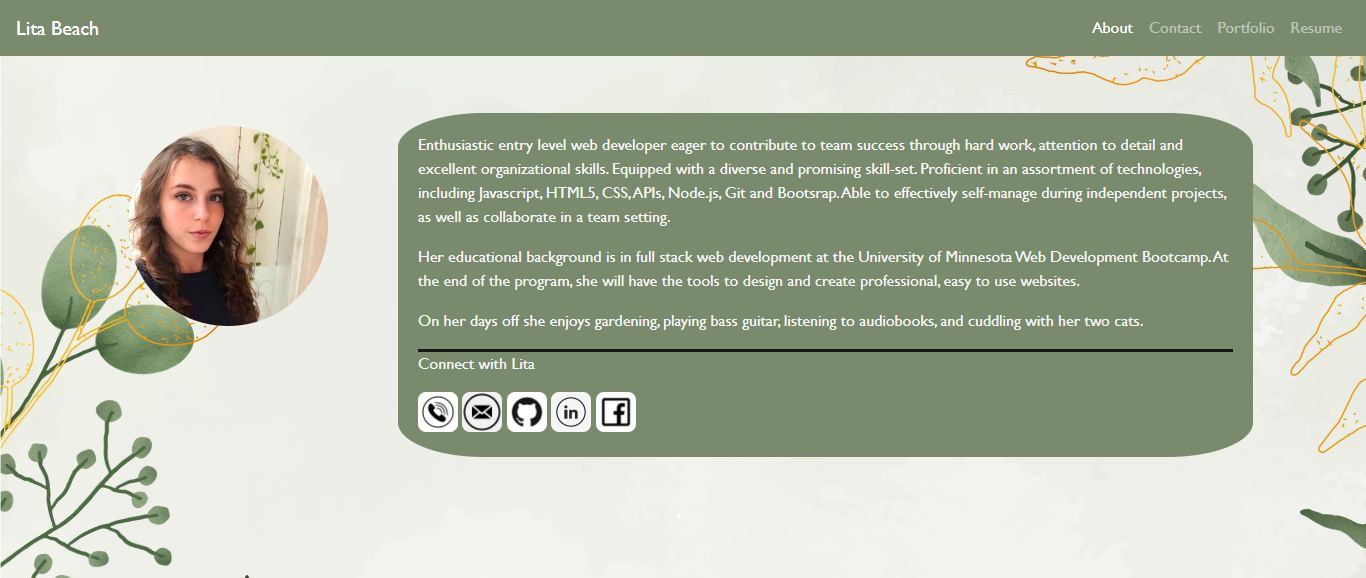 Lita Beach
About Contact Portfolio Resume
Enthusiastic entry level web developer eager to contribute to team success through hard work, attention to detail and
excellent organizational skills. Equipped with a diverse and promising skill-set. Proficient in an assortment of technologies,
including Javascript, HTML5, CSS, APIs, Node.js, Git and Bootsrap. Able to effectively self-manage during independent projects,
as well as collaborate in a team setting.
Her educational background is in full stack web development at the University of Minnesota Web Development Bootcamp. At
the end of the program, she will have the tools to design and create professional, easy to use websites.
On her days off she enjoys gardening, playing bass guitar, listening to audiobooks, and cuddling with her two cats.
Connect with Lita
in